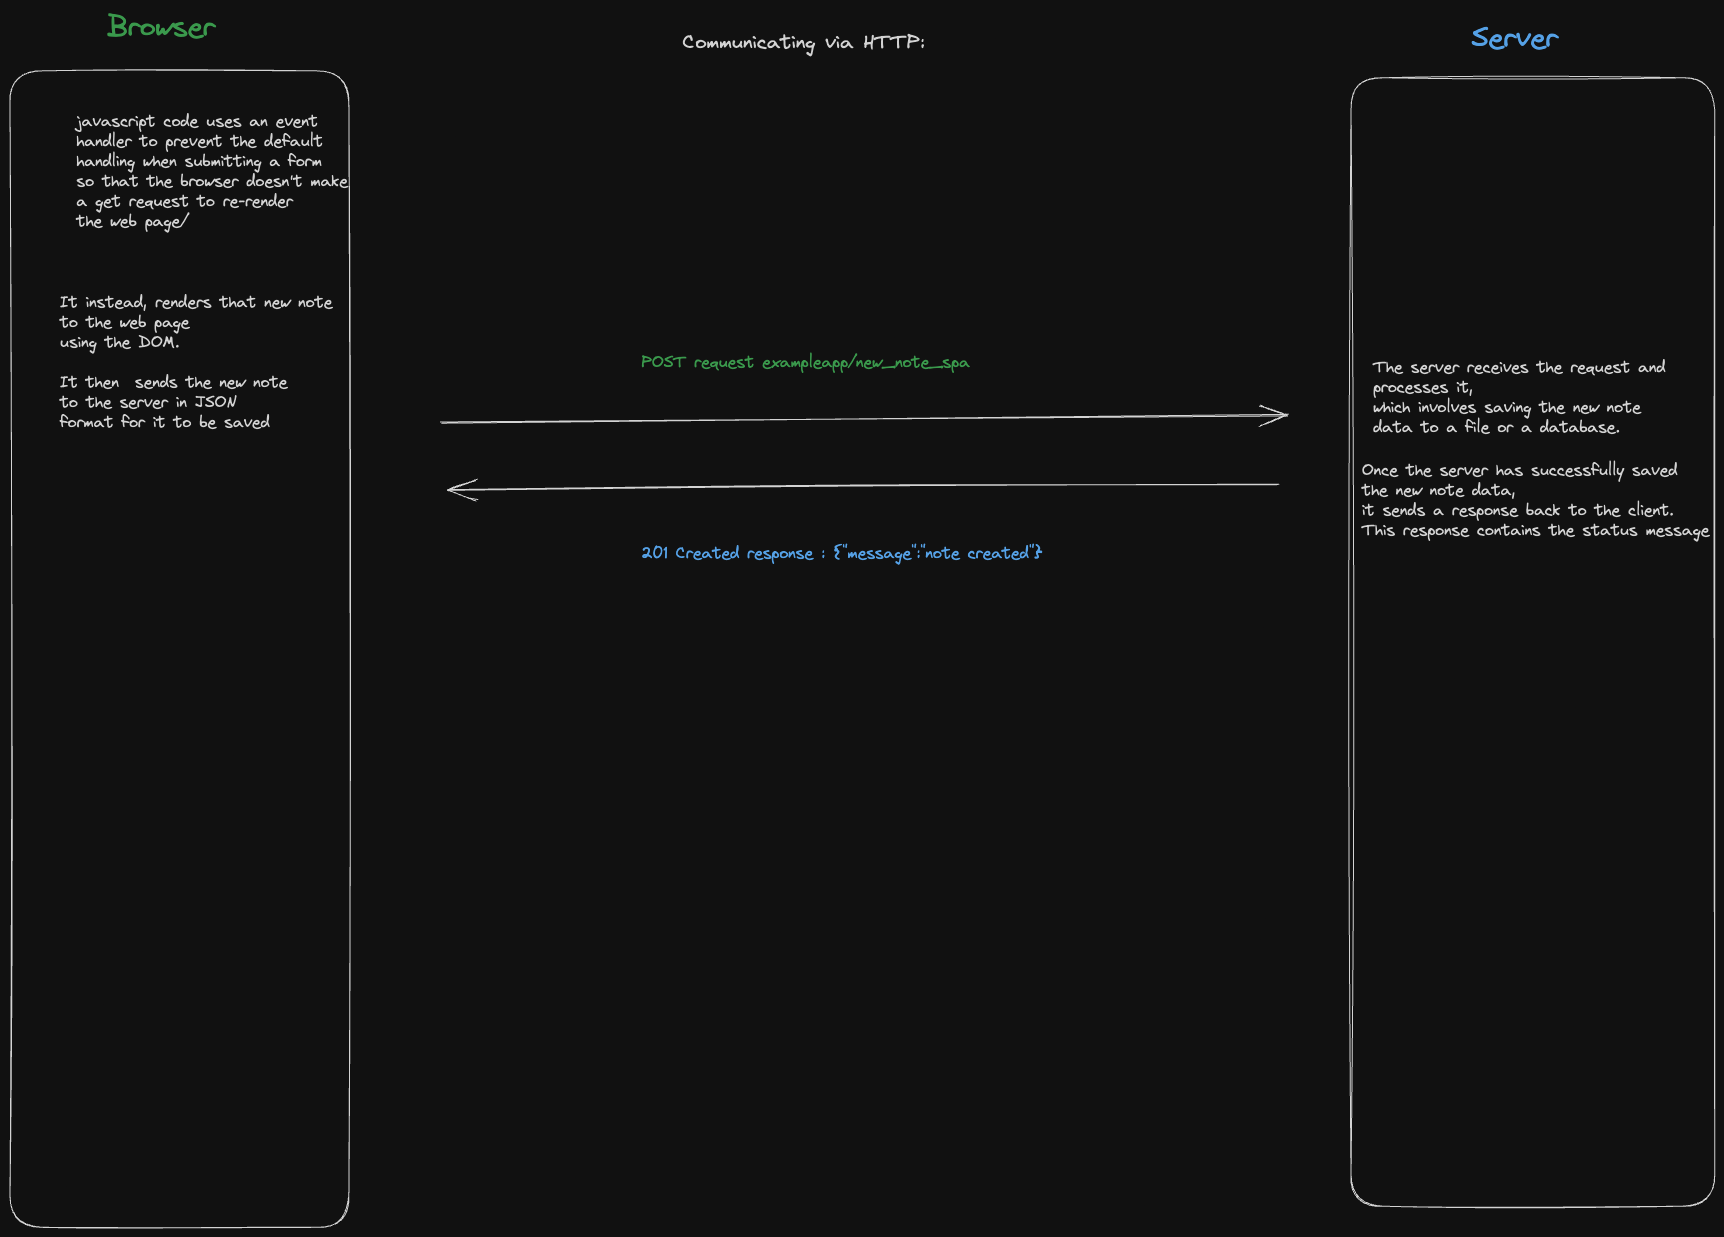 Browser
Communicating via HTTP:
Server
javascript code uses an event
handler to prevent the default
handling when submitting a form
so that the browser doesn't make
a get request to re-render
the web page/
It instead, renders that new note
to the web page
using the DOM.
It then  sends the new note
to the server in JSON
format for it to be saved
POST request exampleapp/new_note_spa
201 Created response : {"message":"note created"}
The server receives the request and
processes it,
which involves saving the new note
data to a file or a database.
Once the server has successfully saved
the new note data,
it sends a response back to the client.
This response contains the status message